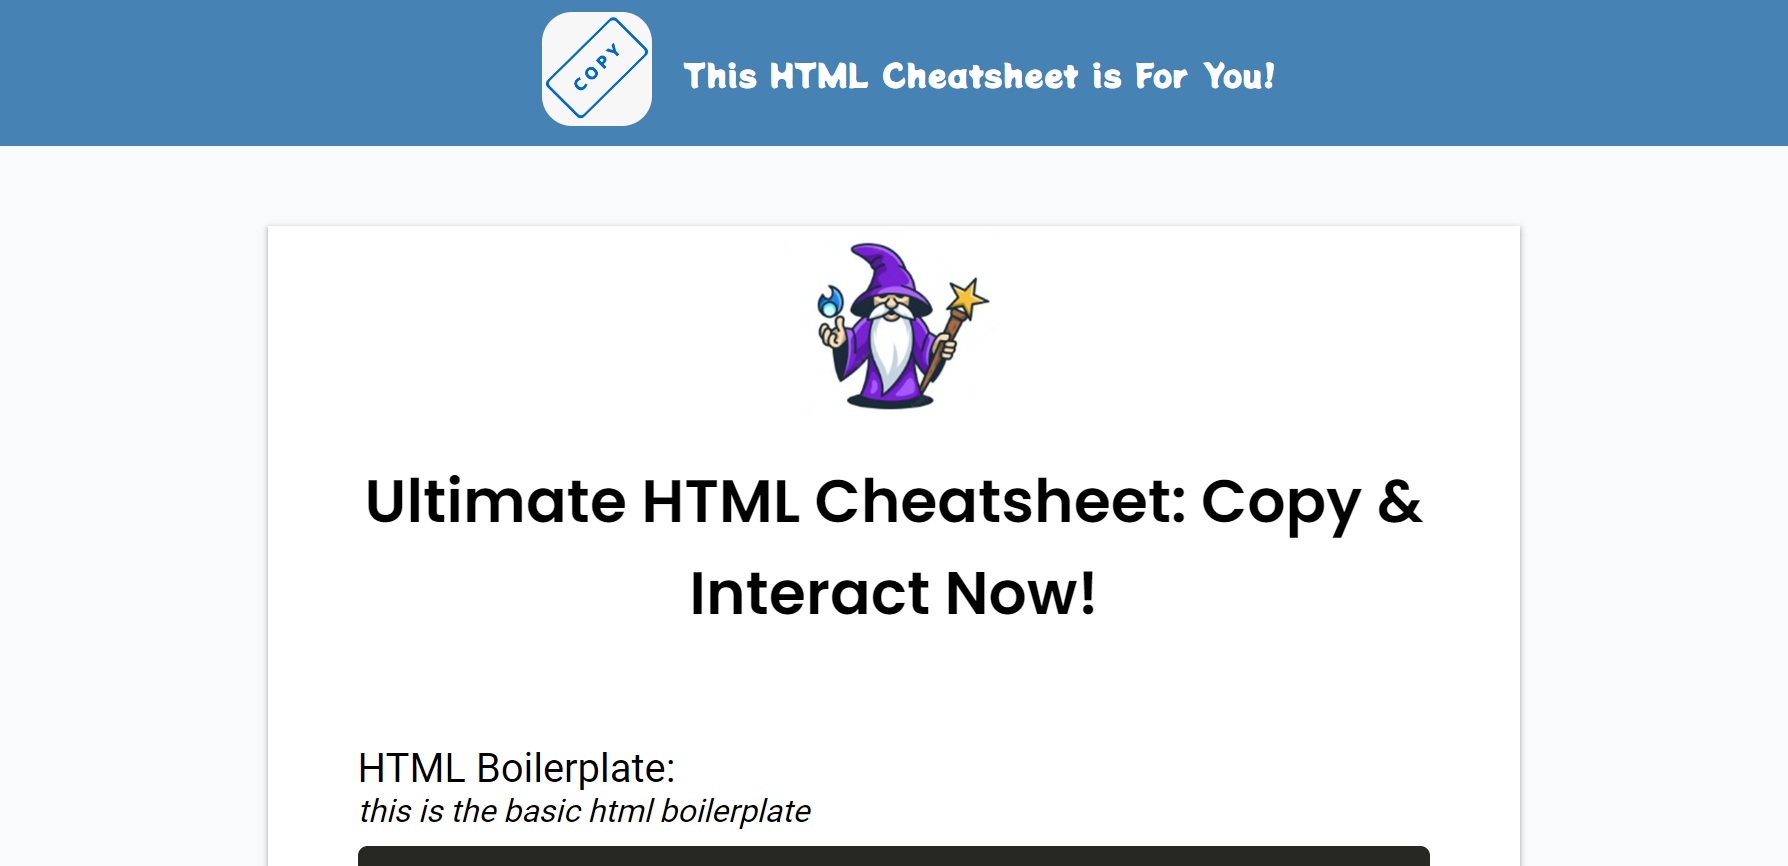 COPY
This HTML Cheatsheet is For You!
Ultimate HTML Cheatsheet: Copy &
Interact Now!
HTML Boilerplate:
this is the basic html boilerplate